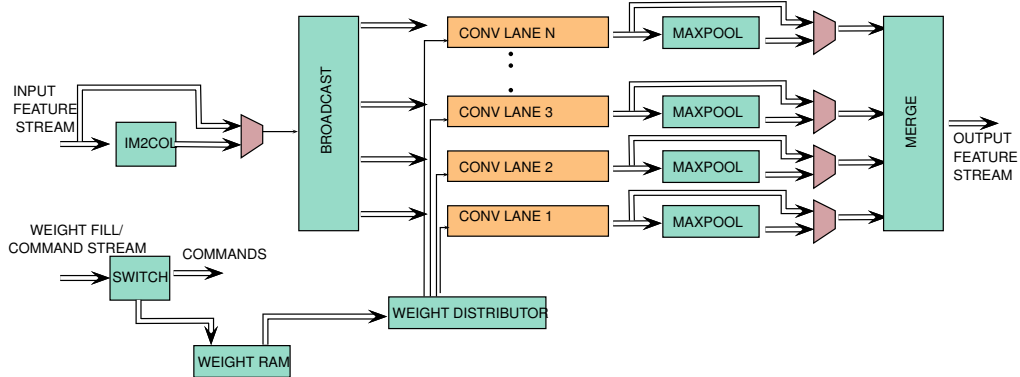 CONV LANE N
MAXPOOL
INPUT
FEATURE
STREAM
IM2COL
BROADCAST
CONV LANE 3
MAXPOOL
MERGE
OUTPUT
FEATURE
STREAM
CONV LANE 2
MAXPOOL
CONV LANE 1
MAXPOOL
WEIGHT FILL/
COMMAND STREAM
COMMANDS
SWITCH
WEIGHT DISTRIBUTOR
WEIGHT RAM